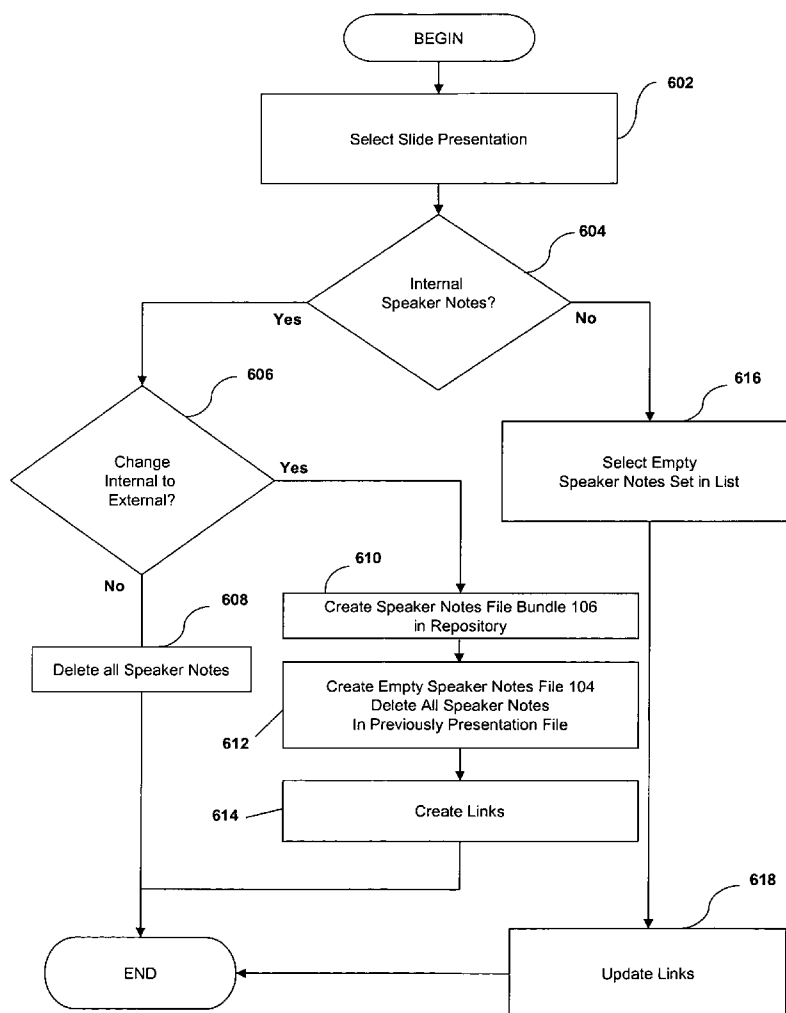 BEGIN
602
Select Slide Presentation
604
Internal
Speaker Notes?
Yes
No
606
616
Change
Internal to
External?
Yes
Select Empty
Speaker Notes Set in List
No
610
608
Create Speaker Notes File Bundle 106
in Repository
Delete all Speaker Notes
Create Empty Speaker Notes File 104
Delete All Speaker Notes
In Previously Presentation File
612
614
Create Links
618
END
Update Links